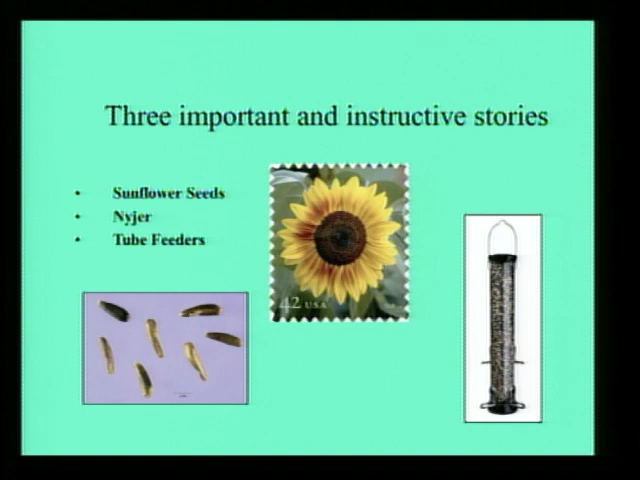 Three important and instructive stories
• Sunflower Seeds
• Nyjer
• Tube Feeders
42 USA